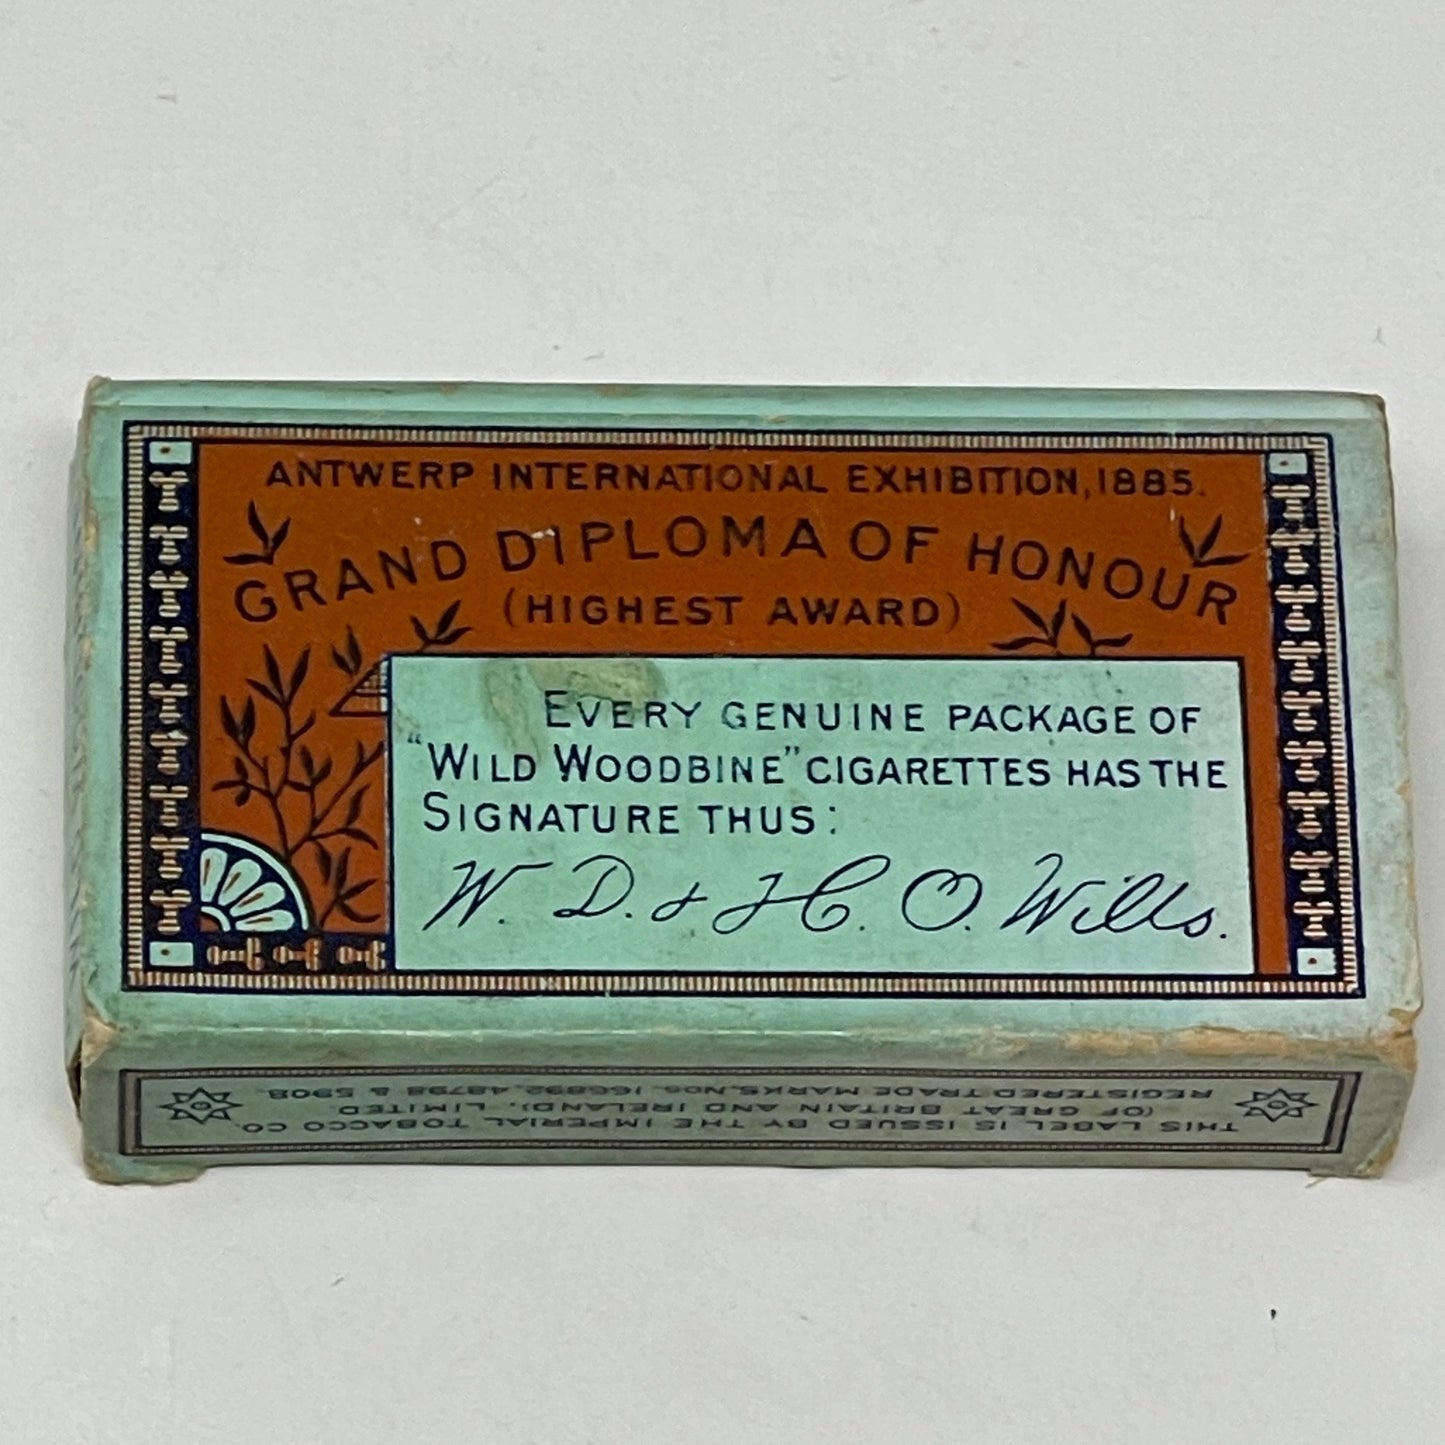 ANTWERP INTERNATIONAL EXHIBITION, 1885.
GRAND DIPLOMA OF HONOUR
(HIGHEST AWARD)
EVERY GENUINE PACKAGE OF
"WILD WOODBINE" CIGARETTES HAS THE
SIGNATURE THUS:
W. D. & H. O. Wills.
THIS LABEL IS ISSUED BY THE IMPERIAL TOBACCO CO.
(OF GREAT BRITAIN AND IRELAND), LIMITED
REGISTERED TRADE MARKS, NOS. 166892, 48798 & 5908.